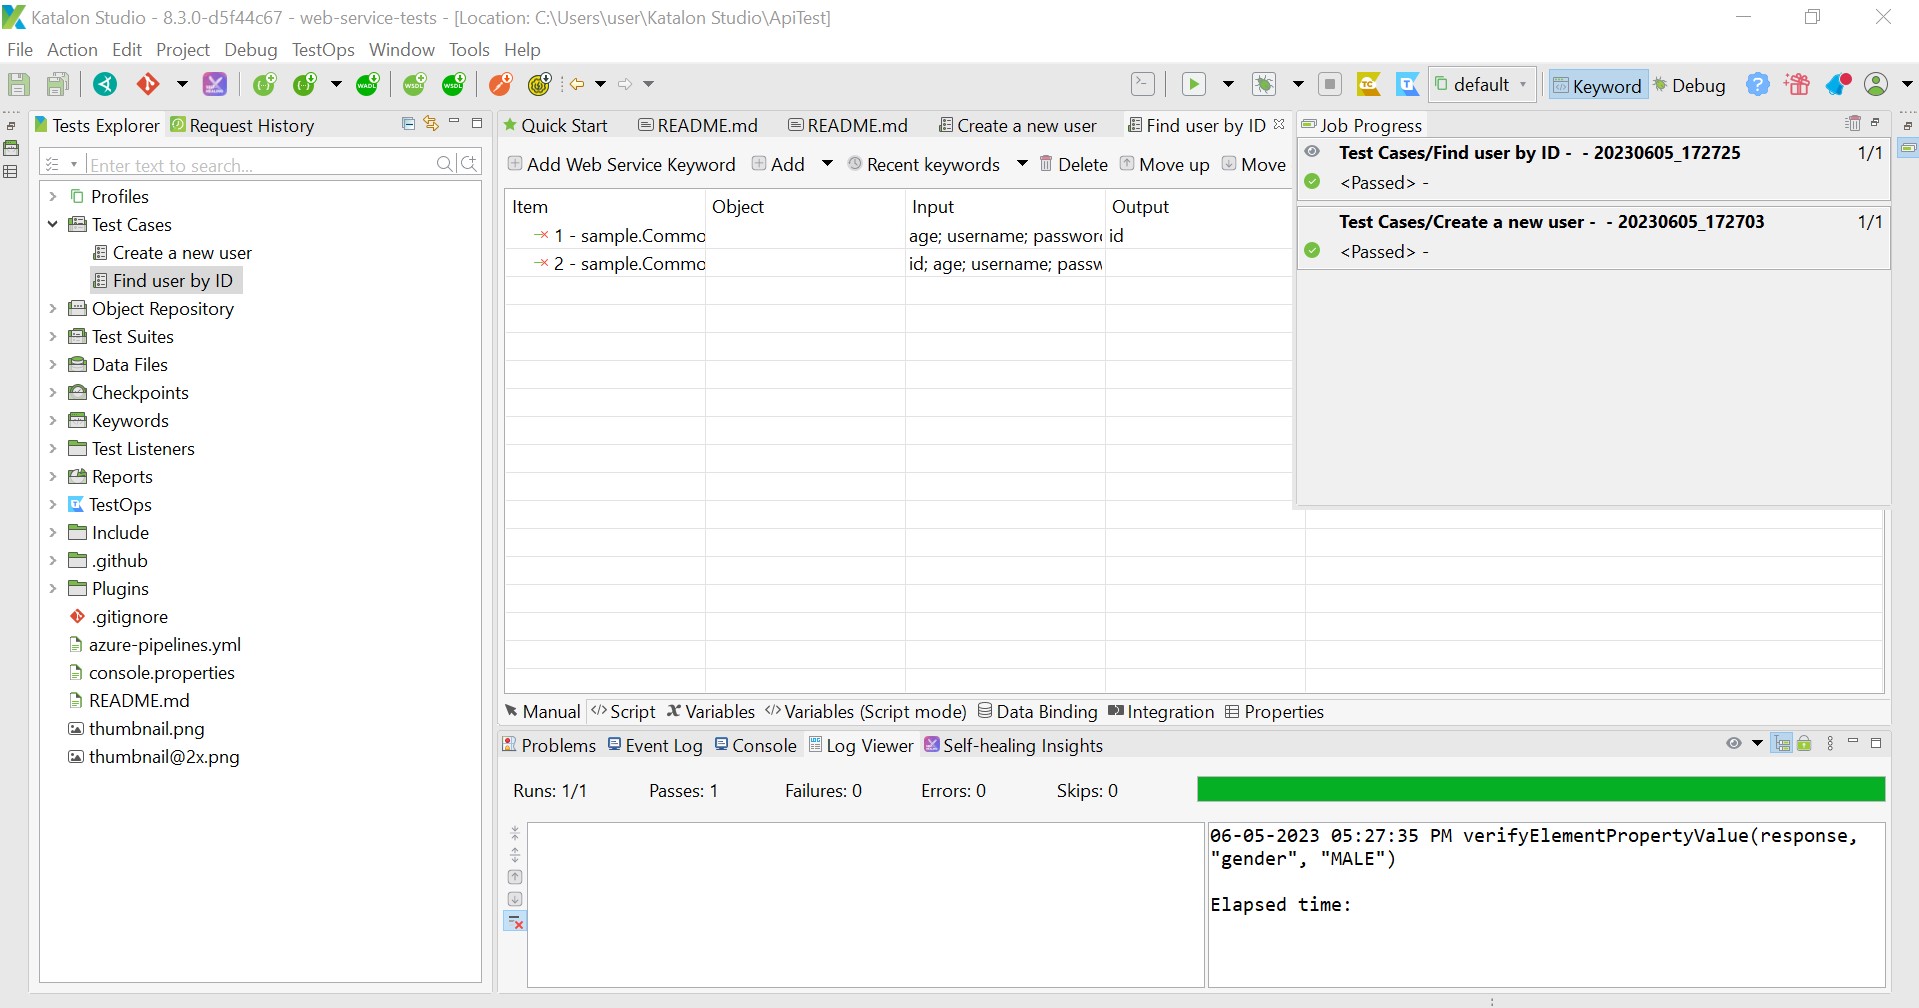 Katalon Studio - 8.3.0-d5f44c67 - web-service-tests - [Location: C:\Users\user\Katalon Studio\ApiTest]
File Action Edit Project Debug TestOps Window Tools Help
WADL WSDL WSDL TC default Keyword Debug
Tests Explorer Request History
Enter text to search...
Profiles
Test Cases
Create a new user
Find user by ID
Object Repository
Test Suites
Data Files
Checkpoints
Keywords
Test Listeners
Reports
TestOps
Include
.github
Plugins
.gitignore
azure-pipelines.yml
console.properties
README.md
thumbnail.png
thumbnail@2x.png
Quick Start README.md README.md Create a new user Find user by ID
Add Web Service Keyword Add Recent keywords Delete Move up Move
Item Object Input Output
1 - sample.Commo age; username; password id
2 - sample.Commo id; age; username; passw
Manual Script Variables Variables (Script mode) Data Binding Integration Properties
Job Progress
Test Cases/Find user by ID - - 20230605_172725 1/1
<Passed> -
Test Cases/Create a new user - - 20230605_172703 1/1
<Passed> -
Problems Event Log Console Log Viewer Self-healing Insights
Runs: 1/1 Passes: 1 Failures: 0 Errors: 0 Skips: 0
06-05-2023 05:27:35 PM verifyElementPropertyValue(response,
"gender", "MALE")
Elapsed time: